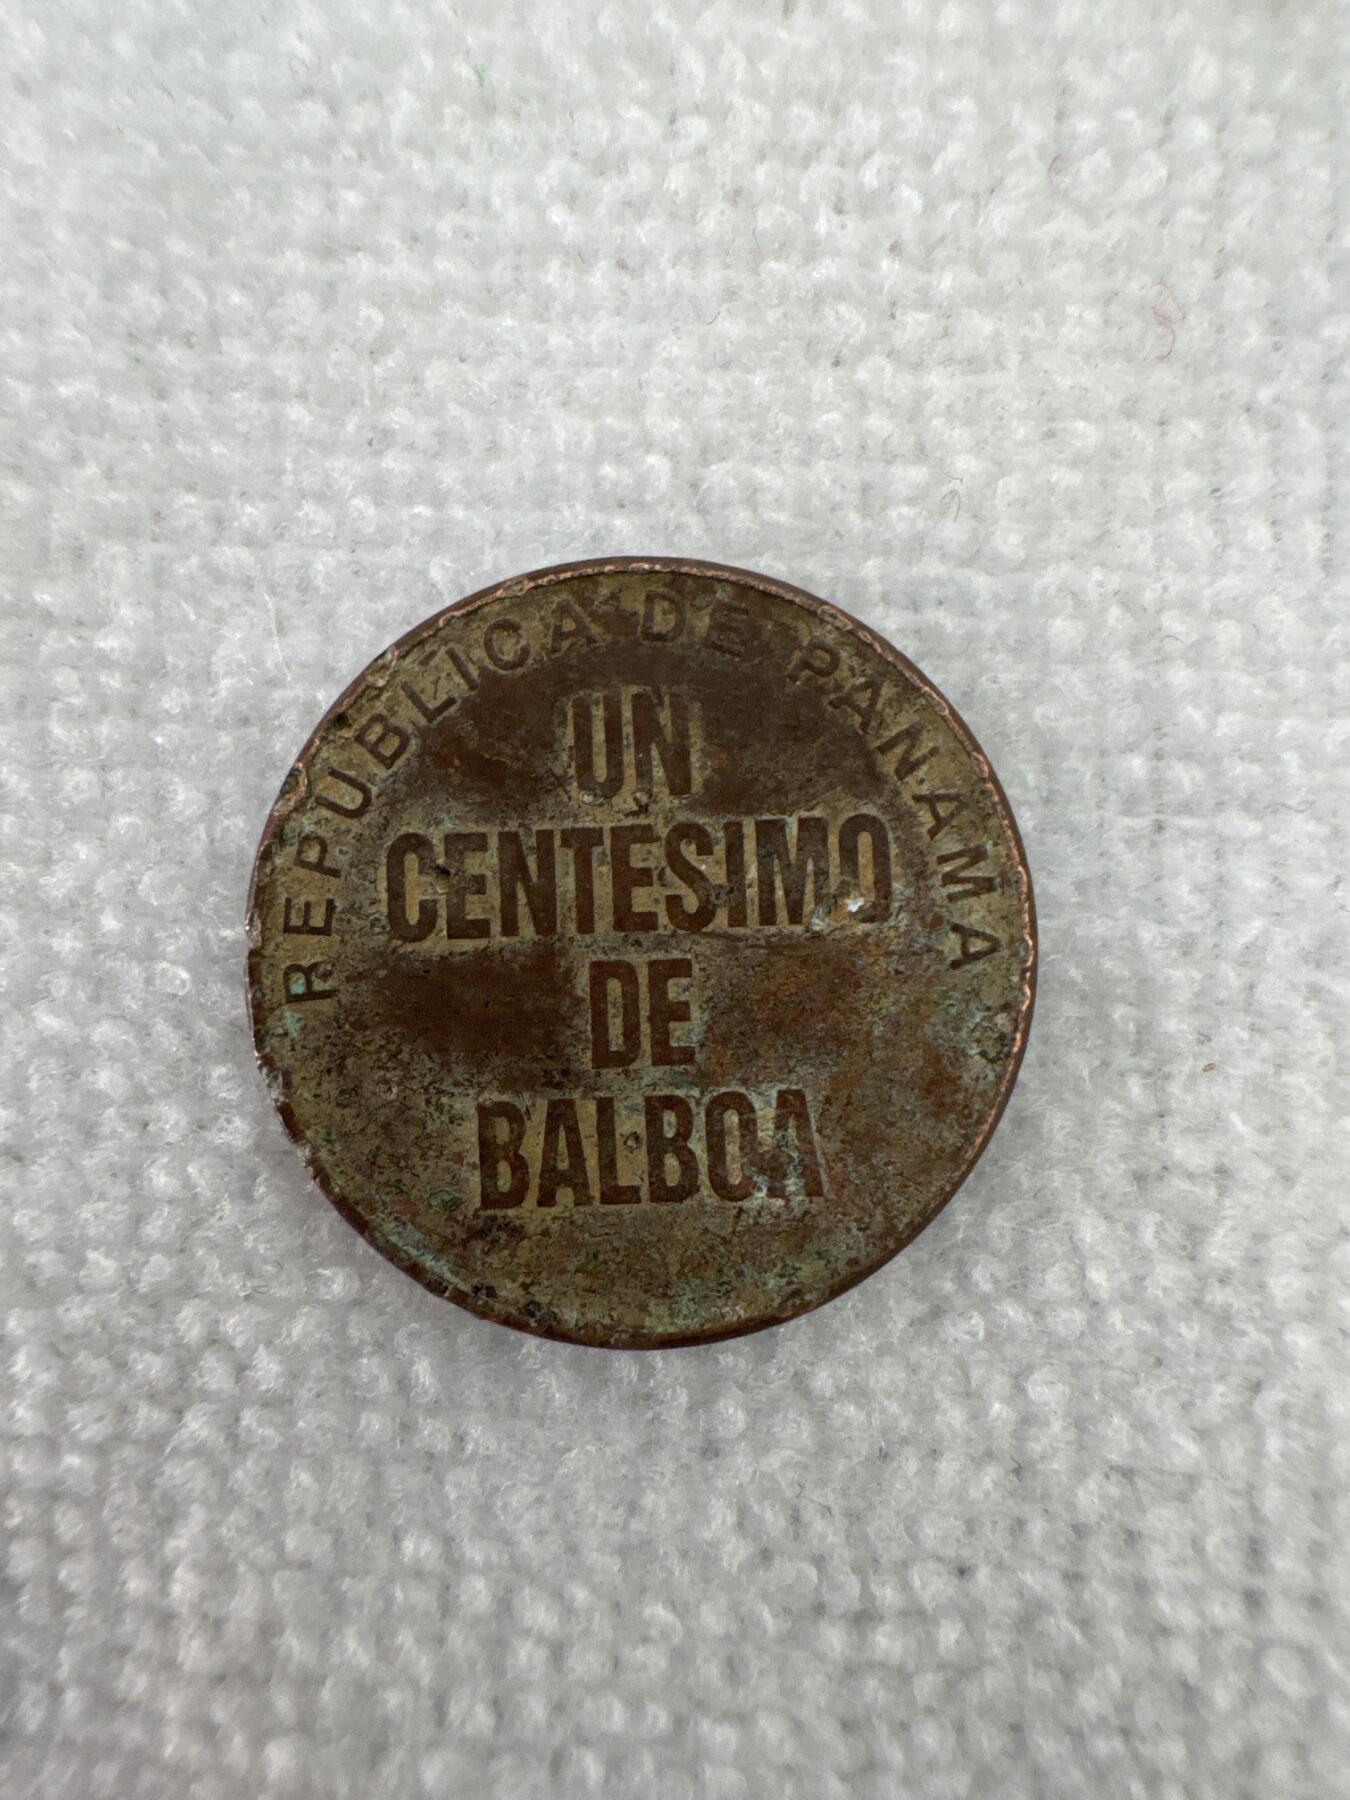 REPUBLICA DE PANAMA
UN
CENTESIMO
DE
BALBOA